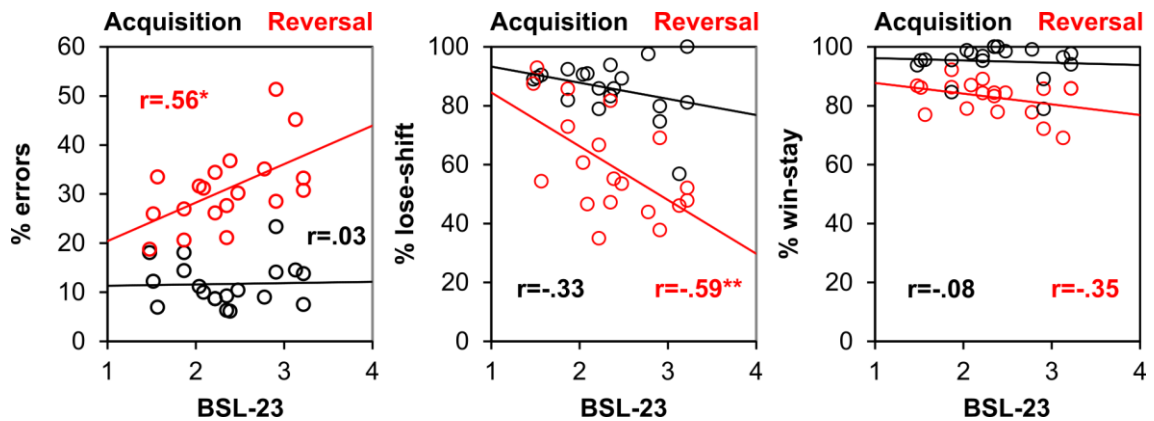 Acquisition Reversal
60
50
40
30
20
10
0
% errors
r=.56*
r=.03
1 2 3 4
BSL-23
Acquisition Reversal
100
80
60
40
20
0
% lose-shift
r=-.33 r=-.59**
1 2 3 4
BSL-23
Acquisition Reversal
100
80
60
40
20
0
% win-stay
r=-.08 r=-.35
1 2 3 4
BSL-23